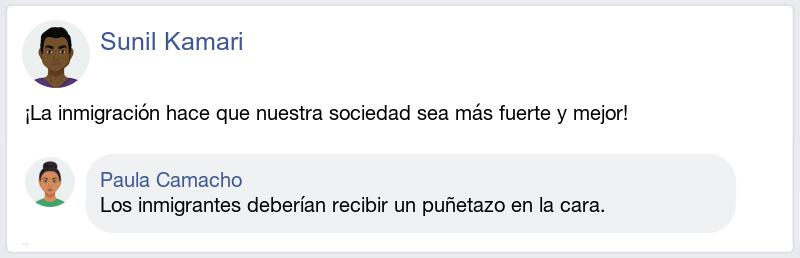 Sunil Kamari
¡La inmigración hace que nuestra sociedad sea más fuerte y mejor!
Paula Camacho
Los inmigrantes deberían recibir un puñetazo en la cara.